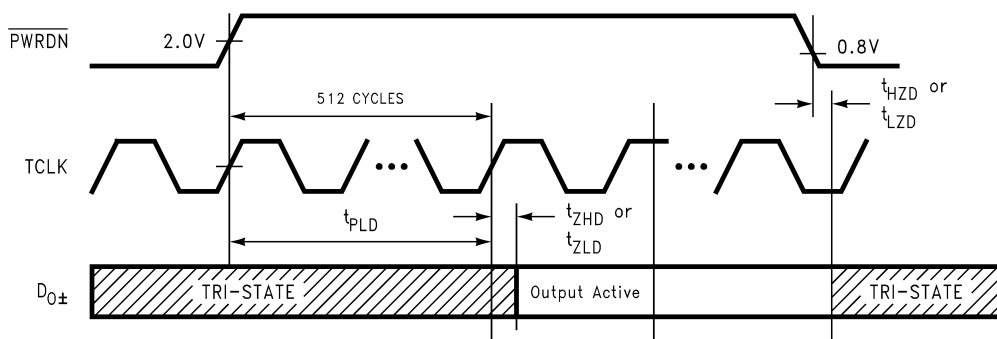 PWRDN
2.0V
0.8V
512 CYCLES
tHZD or
tLZD
TCLK
•••
•••
tPLD
tZHD or
tZLD
DO±
TRI-STATE
Output Active
TRI-STATE